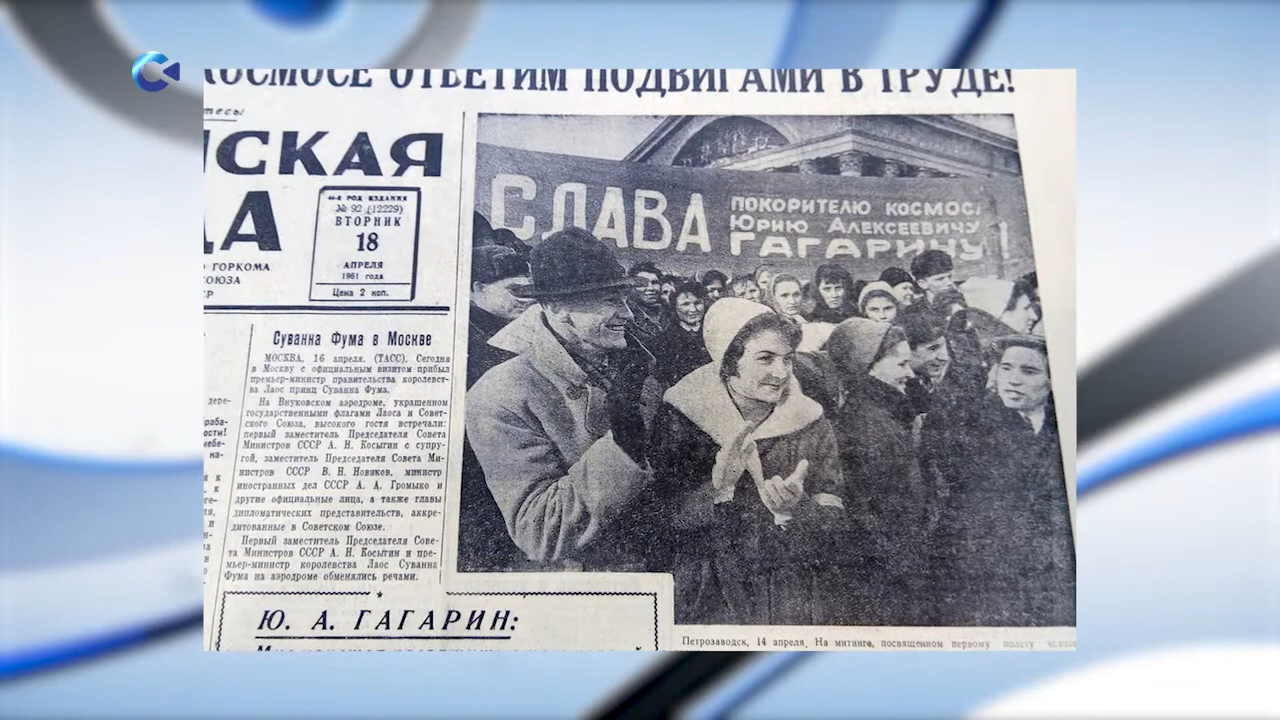 КОСМОСЕ ОТВЕТИМ ПОДВИГАМИ В ТРУДЕ!
СКАЯ
ДА
44-й РОД ИЗДАНИЯ
№ 92 (12229)
ВТОРНИК
18
АПРЕЛЯ
1961 года
Цена 2 коп.
ГОРКОМА
СОЮЗА
СР
Суванна Фума в Москве
МОСКВА, 16 апреля. (ТАСС). Сегодня
в Москву с официальным визитом прибыл
премьер-министр правительства королевст-
ва Лаос принц Суванна Фума.
На Внуковском аэродроме, украшенном
государственными флагами Лаоса и Совет-
ского Союза, высокого гостя встречали:
первый заместитель Председателя Совета
Министров СССР А. Н. Косыгин с супру-
гой, заместитель Председателя Совета Ми-
нистров СССР В. Н. Новиков, министр
иностранных дел СССР А. А. Громыко и
другие официальные лица, а также главы
дипломатических представительств, аккре-
дитованные в Советском Союзе.
Первый заместитель Председателя Сове-
та Министров СССР А. Н. Косыгин и пре-
мьер-министр королевства Лаос Суванна
Фума на аэродроме обменялись речами.
Ю. А. ГАГАРИН:
СЛАВА
ПОКОРИТЕЛЮ КОСМОСА
ЮРИЮ АЛЕКСЕЕВИЧУ
ГАГАРИНУ!
Петрозаводск, 14 апреля. На митинге, посвященном первому полету